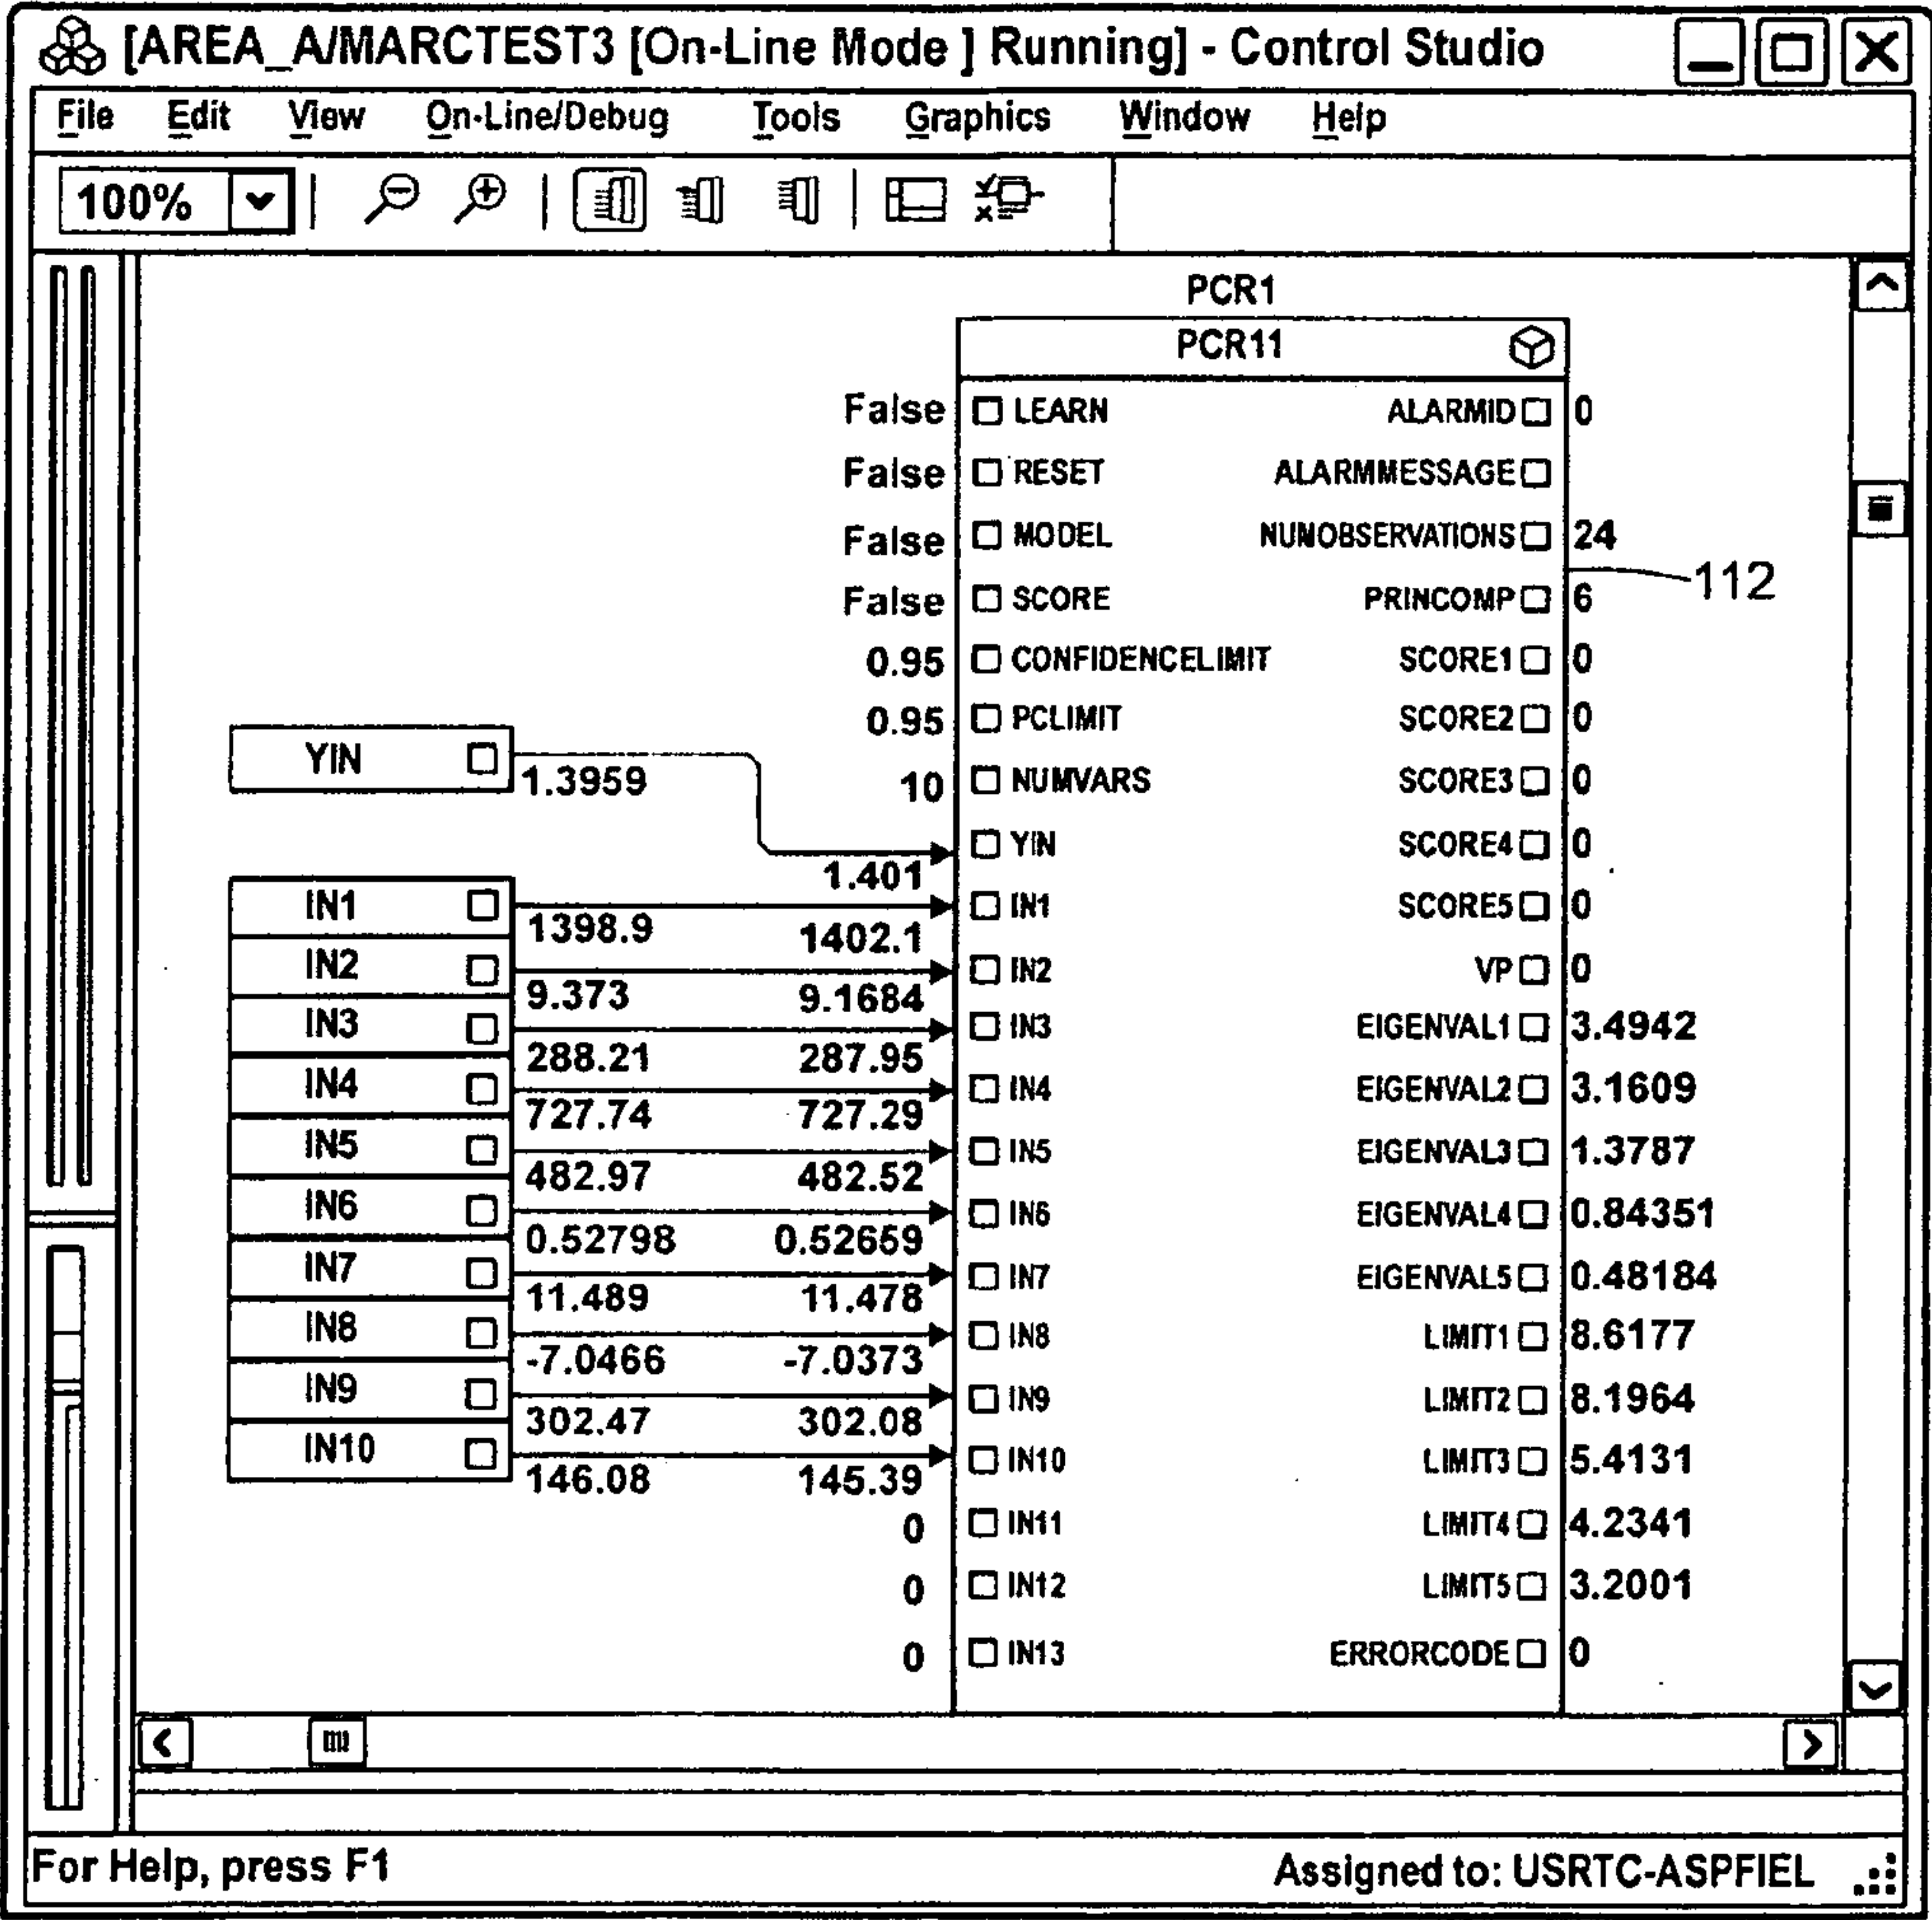 [AREA_A/MARCTEST3 [On-Line Mode ] Running] - Control Studio
File Edit View On-Line/Debug Tools Graphics Window Help
100%
PCR1
PCR11
False LEARN ALARMID 0
False RESET ALARMMESSAGE
False MODEL NUMOBSERVATIONS 24
112
False SCORE PRINCOMP 6
0.95 CONFIDENCELIMIT SCORE1 0
0.95 PCLIMIT SCORE2 0
YIN 1.3959 10 NUMVARS SCORE3 0
1.401 YIN SCORE4 0
IN1 1398.9 1402.1 IN1 SCORE5 0
IN2 9.373 9.1684 IN2 VP 0
IN3 288.21 287.95 IN3 EIGENVAL1 3.4942
IN4 727.74 727.29 IN4 EIGENVAL2 3.1609
IN5 482.97 482.52 IN5 EIGENVAL3 1.3787
IN6 0.52798 0.52659 IN6 EIGENVAL4 0.84351
IN7 11.489 11.478 IN7 EIGENVAL5 0.48184
IN8 -7.0466 -7.0373 IN8 LIMIT1 8.6177
IN9 302.47 302.08 IN9 LIMIT2 8.1964
IN10 146.08 145.39 IN10 LIMIT3 5.4131
0 IN11 LIMIT4 4.2341
0 IN12 LIMIT5 3.2001
0 IN13 ERRORCODE 0
For Help, press F1 Assigned to: USRTC-ASPFIEL